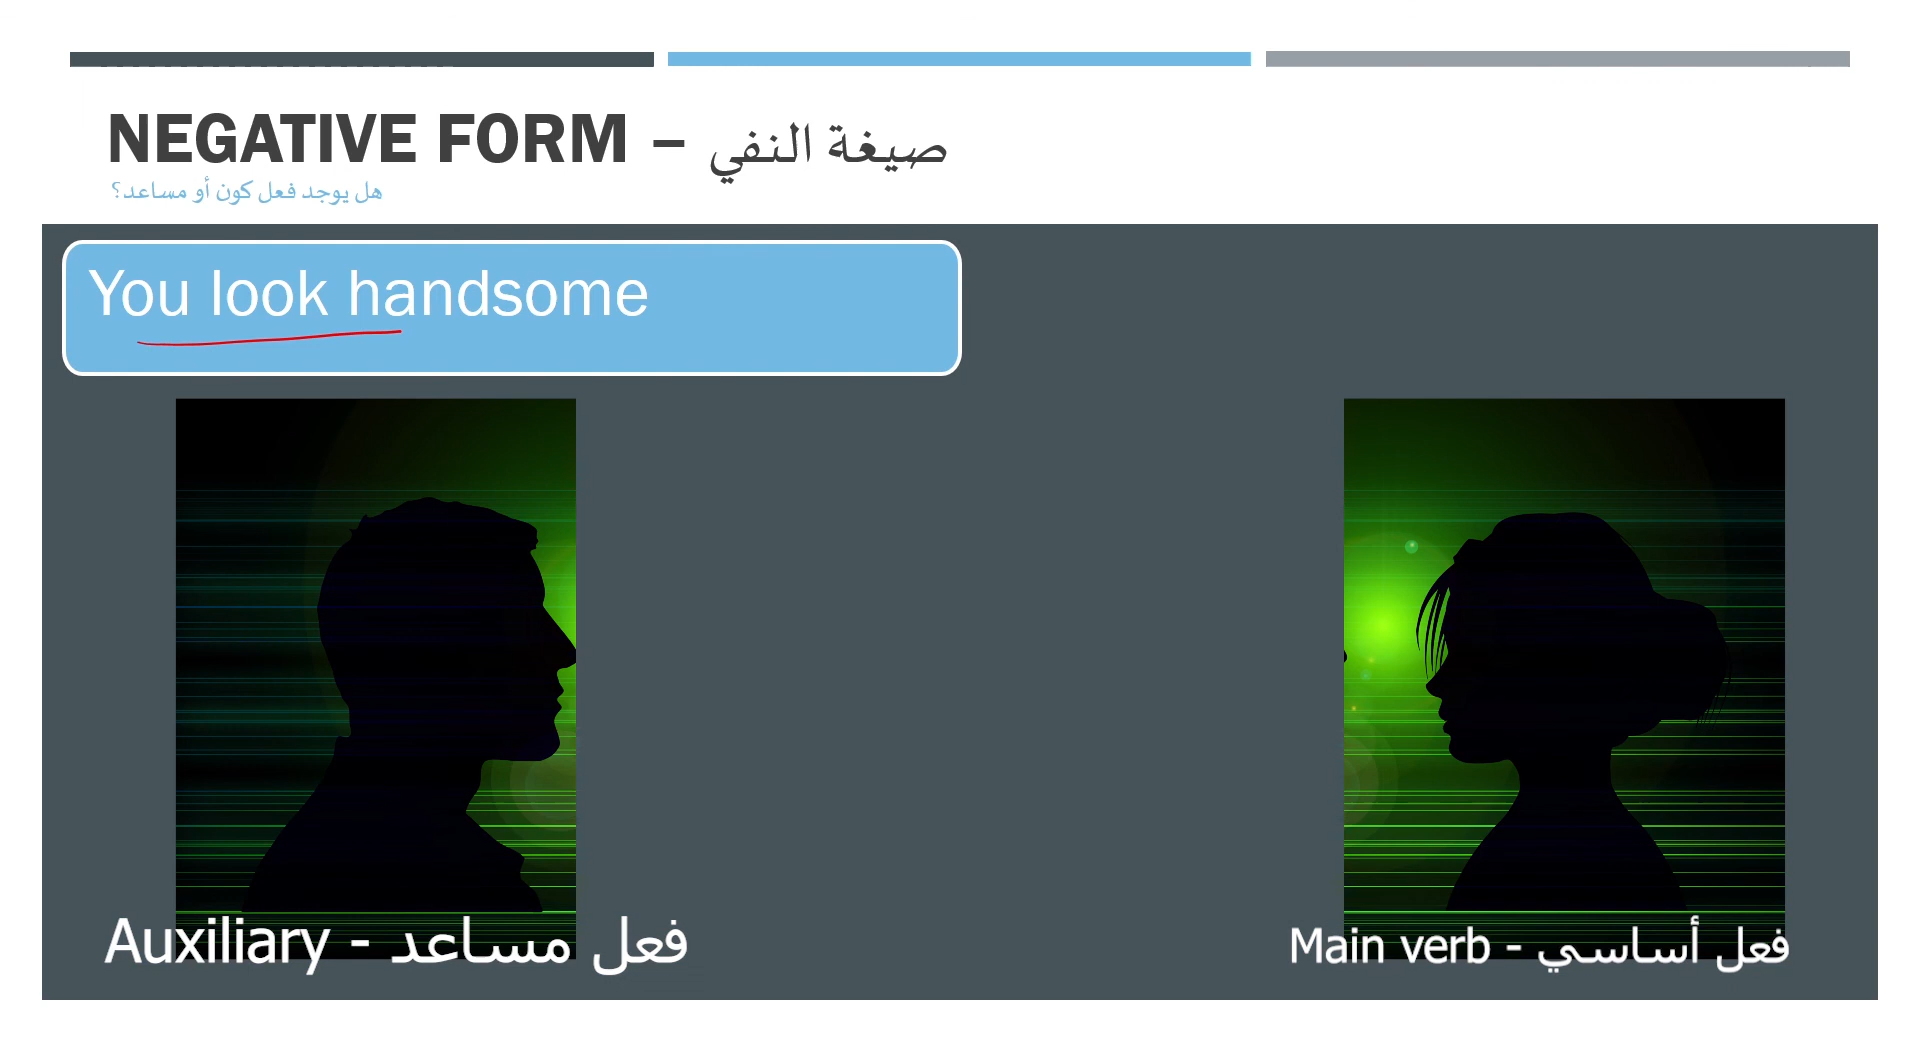 NEGATIVE FORM – صيغة النفي
هل يوجد فعل كون أو مساعد؟
You look handsome
Auxiliary - فعل مساعد
Main verb - فعل أساسي